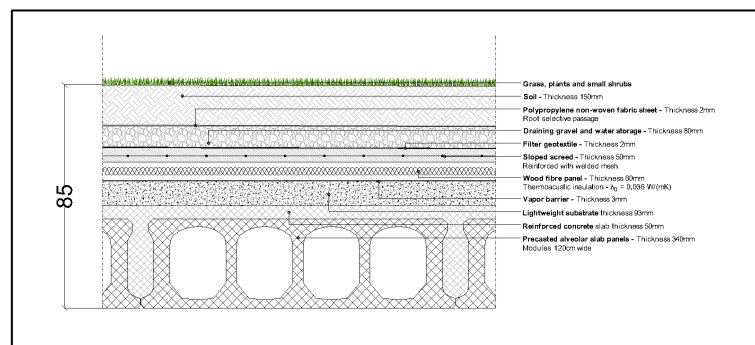 Grass, plants and small shrubs
Soil - Thickness 150mm
Polypropylene non-woven fabric sheet - Thickness 2mm
Root selective passage
Draining gravel and water storage - Thickness 80mm
Filter geotextile - Thickness 2mm
Sloped screed - Thickness 50mm
Reinforced with welded mesh
Wood fibre panel - Thickness 60mm
Thermoacustic insulation - λD = 0,036 W/(mK)
Vapor barrier - Thickness 3mm
Lightweight substrate thickness 93mm
Reinforced concrete slab thickness 50mm
Precasted alveolar slab panels - Thickness 340mm
Modules 120cm wide
85